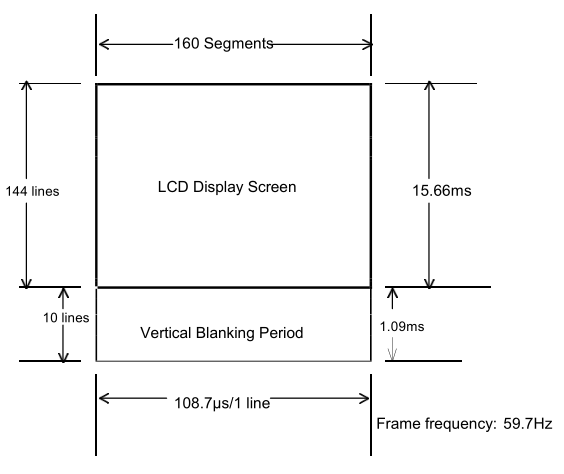 160 Segments
144 lines
LCD Display Screen
15.66ms
10 lines
Vertical Blanking Period
1.09ms
108.7µs/1 line
Frame frequency: 59.7Hz